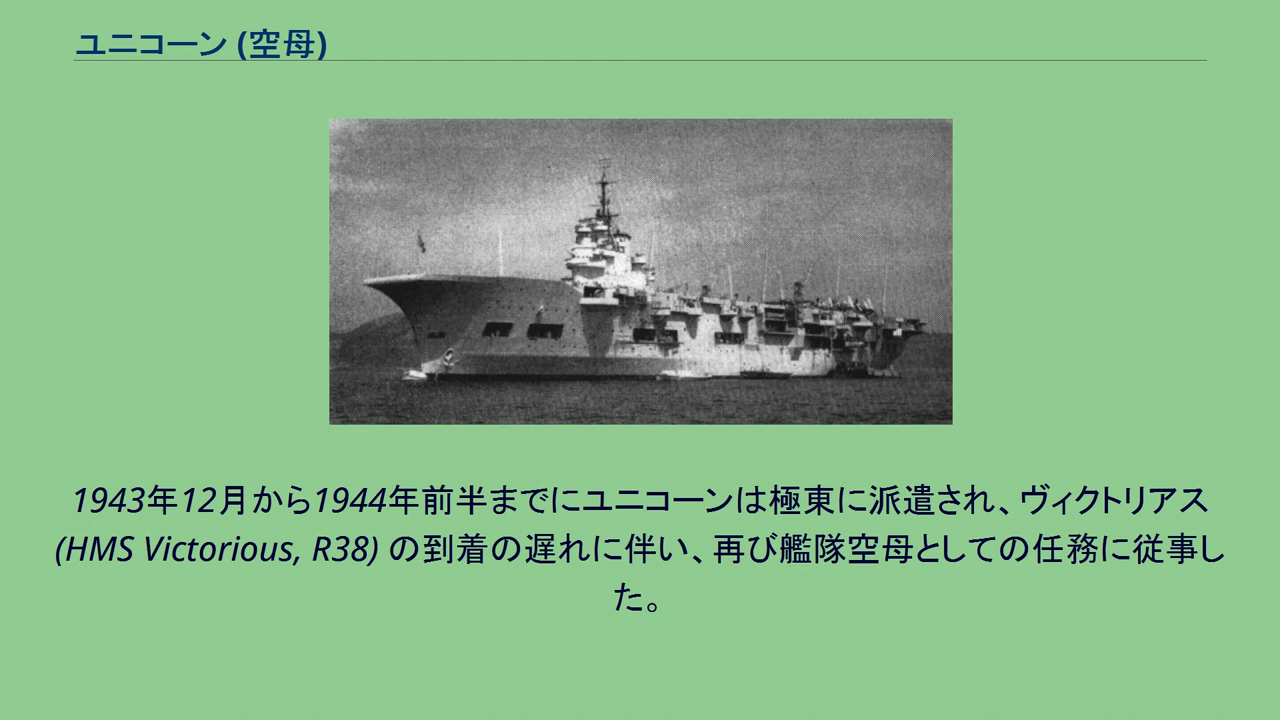 ユニコーン (空母)
1943年12月から1944年前半までにユニコーンは極東に派遣され、ヴィクトリアス
(HMS Victorious, R38) の到着の遅れに伴い、再び艦隊空母としての任務に従事し
た。